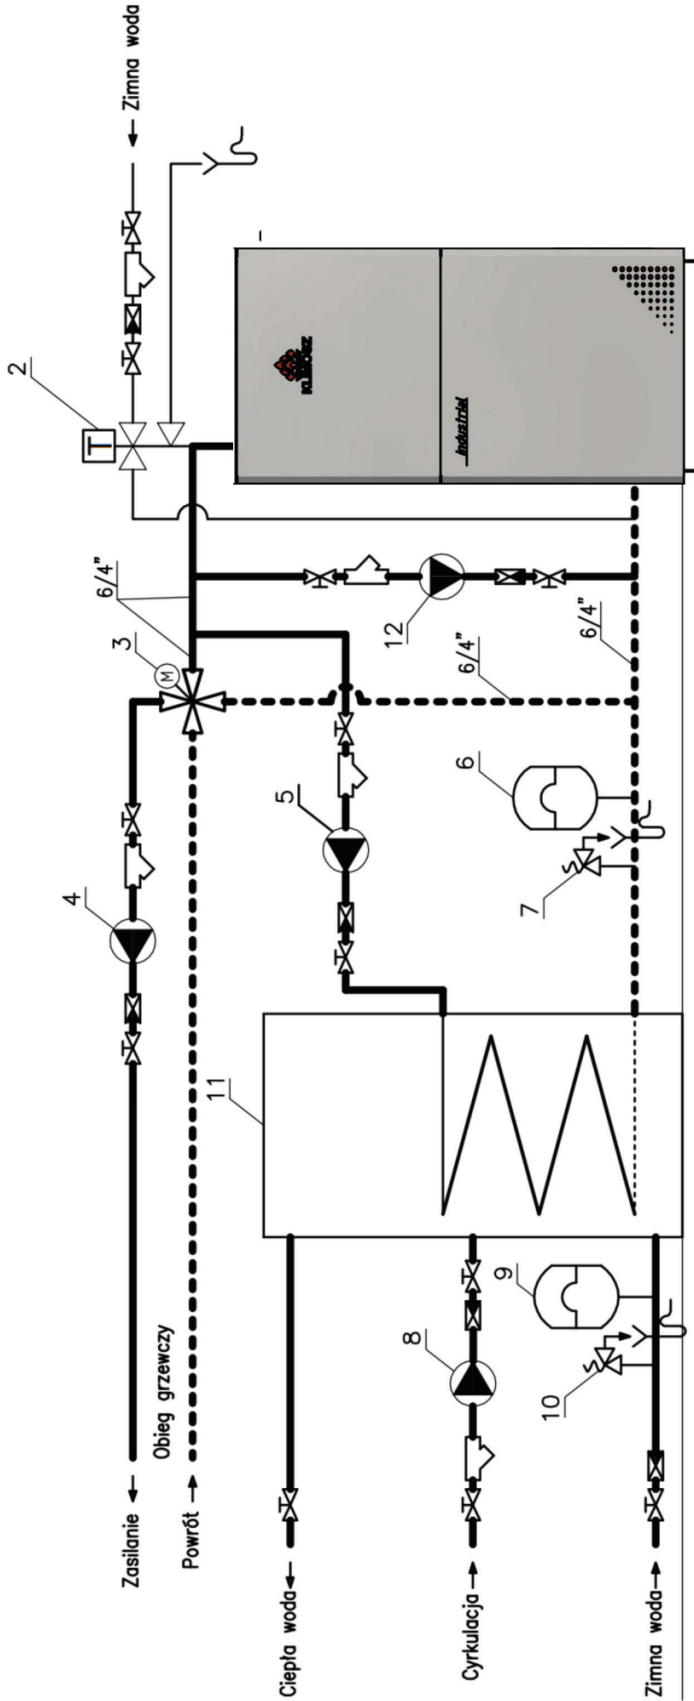 Zimna woda
2
T
KLIMOSZ
Industrial
6/4"
3
M
12
6/4"
6/4"
4
5
6
7
11
Obieg grzewczy
Zasilanie
Powrót
8
9
10
Ciepła woda
Cyrkulacja
Zimna woda